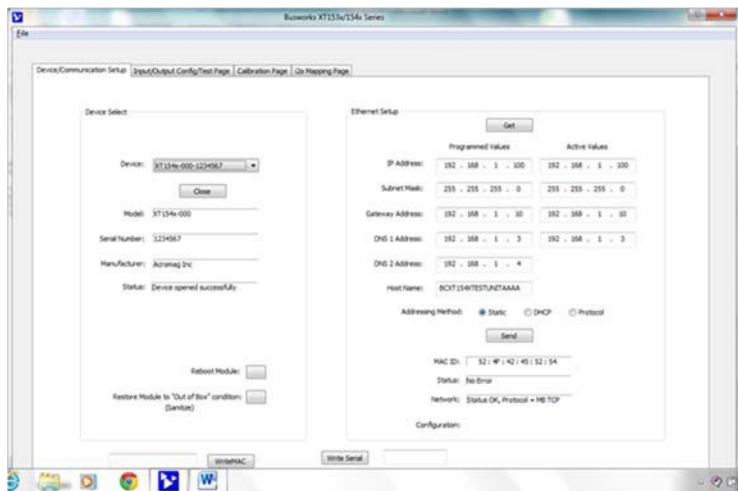 Busworks XT153x/154x Series
File
Device/Communication Setup Input/Output Config/Test Page Calibration Page i2o Mapping Page
Device Select
Device: XT154x-000-1234567
Close
Model: XT154x-000
Serial Number: 1234567
Manufacturer: Acromag Inc
Status: Device opened successfully
Reboot Module:
Restore Module to "Out of Box" condition:
(Sanitize)
WriteMAC
Ethernet Setup
Get
Programmed Values Active Values
IP Address: 192 . 168 . 1 . 100 192 . 168 . 1 . 100
Subnet Mask: 255 . 255 . 255 . 0 255 . 255 . 255 . 0
Gateway Address: 192 . 168 . 1 . 10 192 . 168 . 1 . 10
DNS 1 Address: 192 . 168 . 1 . 3 192 . 168 . 1 . 3
DNS 2 Address: 192 . 168 . 1 . 4
Host Name: BCXT154XTESTUNITAAAA
Addressing Method: Static DHCP Protocol
Send
MAC ID: 52 : 4F : 42 : 45 : 52 : 54
Status: No Error
Network: Status OK, Protocol = MB TCP
Configuration:
Write Serial
W